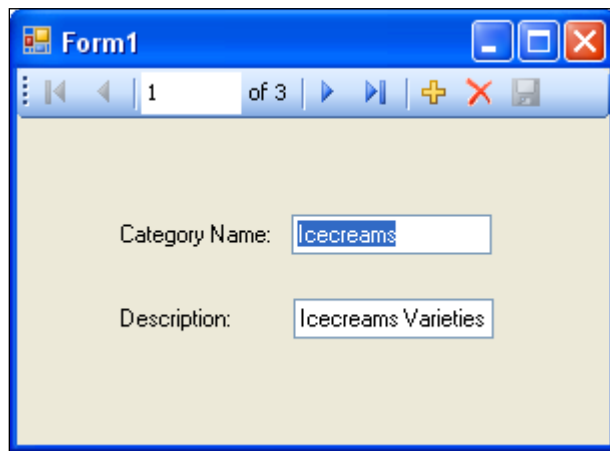 Form1
1 of 3
Category Name: Icecreams
Description: Icecreams Varieties